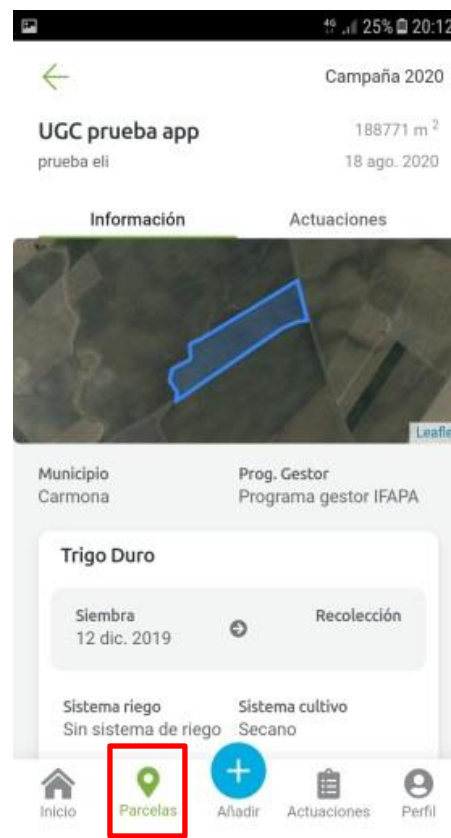 4G 25% 20:12
Campaña 2020
UGC prueba app 188771 m 2
prueba eli 18 ago. 2020
Información Actuaciones
Leafle
Municipio Prog. Gestor
Carmona Programa gestor IFAPA
Trigo Duro
Siembra Recolección
12 dic. 2019
Sistema riego Sistema cultivo
Sin sistema de riego Secano
Inicio Parcelas Añadir Actuaciones Perfil